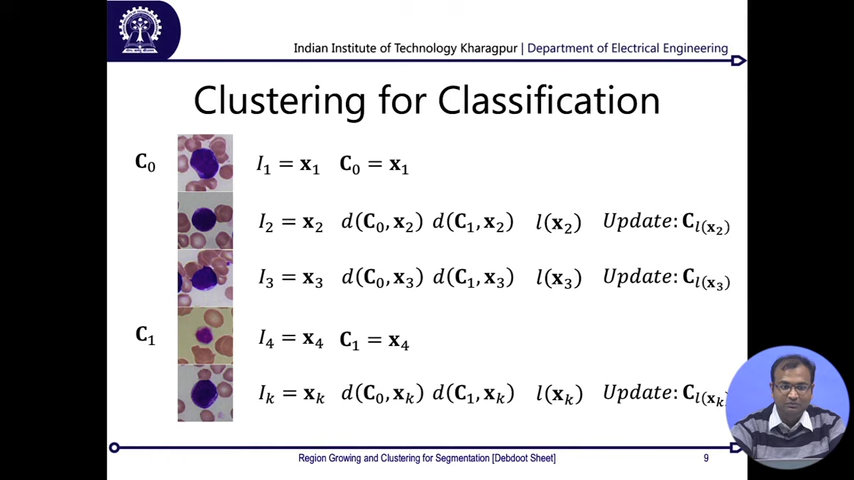 Indian Institute of Technology Kharagpur | Department of Electrical Engineering
Clustering for Classification
C₀ I₁ = x₁ C₀ = x₁
I₂ = x₂ d(C₀, x₂) d(C₁, x₂) l(x₂) Update: C_l(x₂)
I₃ = x₃ d(C₀, x₃) d(C₁, x₃) l(x₃) Update: C_l(x₃)
C₁ I₄ = x₄ C₁ = x₄
Iₖ = xₖ d(C₀, xₖ) d(C₁, xₖ) l(xₖ) Update: C_l(xₖ)
Region Growing and Clustering for Segmentation [Debdoot Sheet] 9